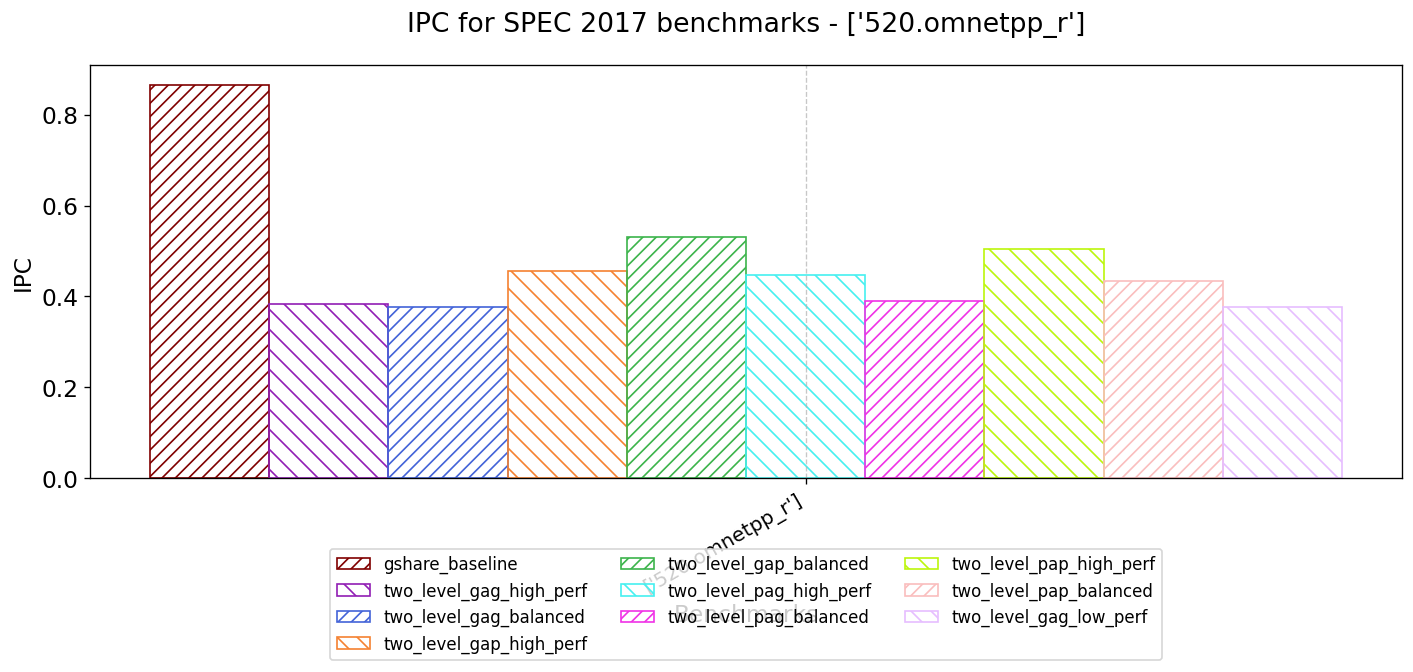 IPC for SPEC 2017 benchmarks - ['520.omnetpp_r']
IPC
0.8
0.6
0.4
0.2
0.0
['520.omnetpp_r']
Benchmarks
gshare_baseline
two_level_gag_high_perf
two_level_gag_balanced
two_level_gap_high_perf
two_level_gap_balanced
two_level_pag_high_perf
two_level_pag_balanced
two_level_pap_high_perf
two_level_pap_balanced
two_level_gag_low_perf